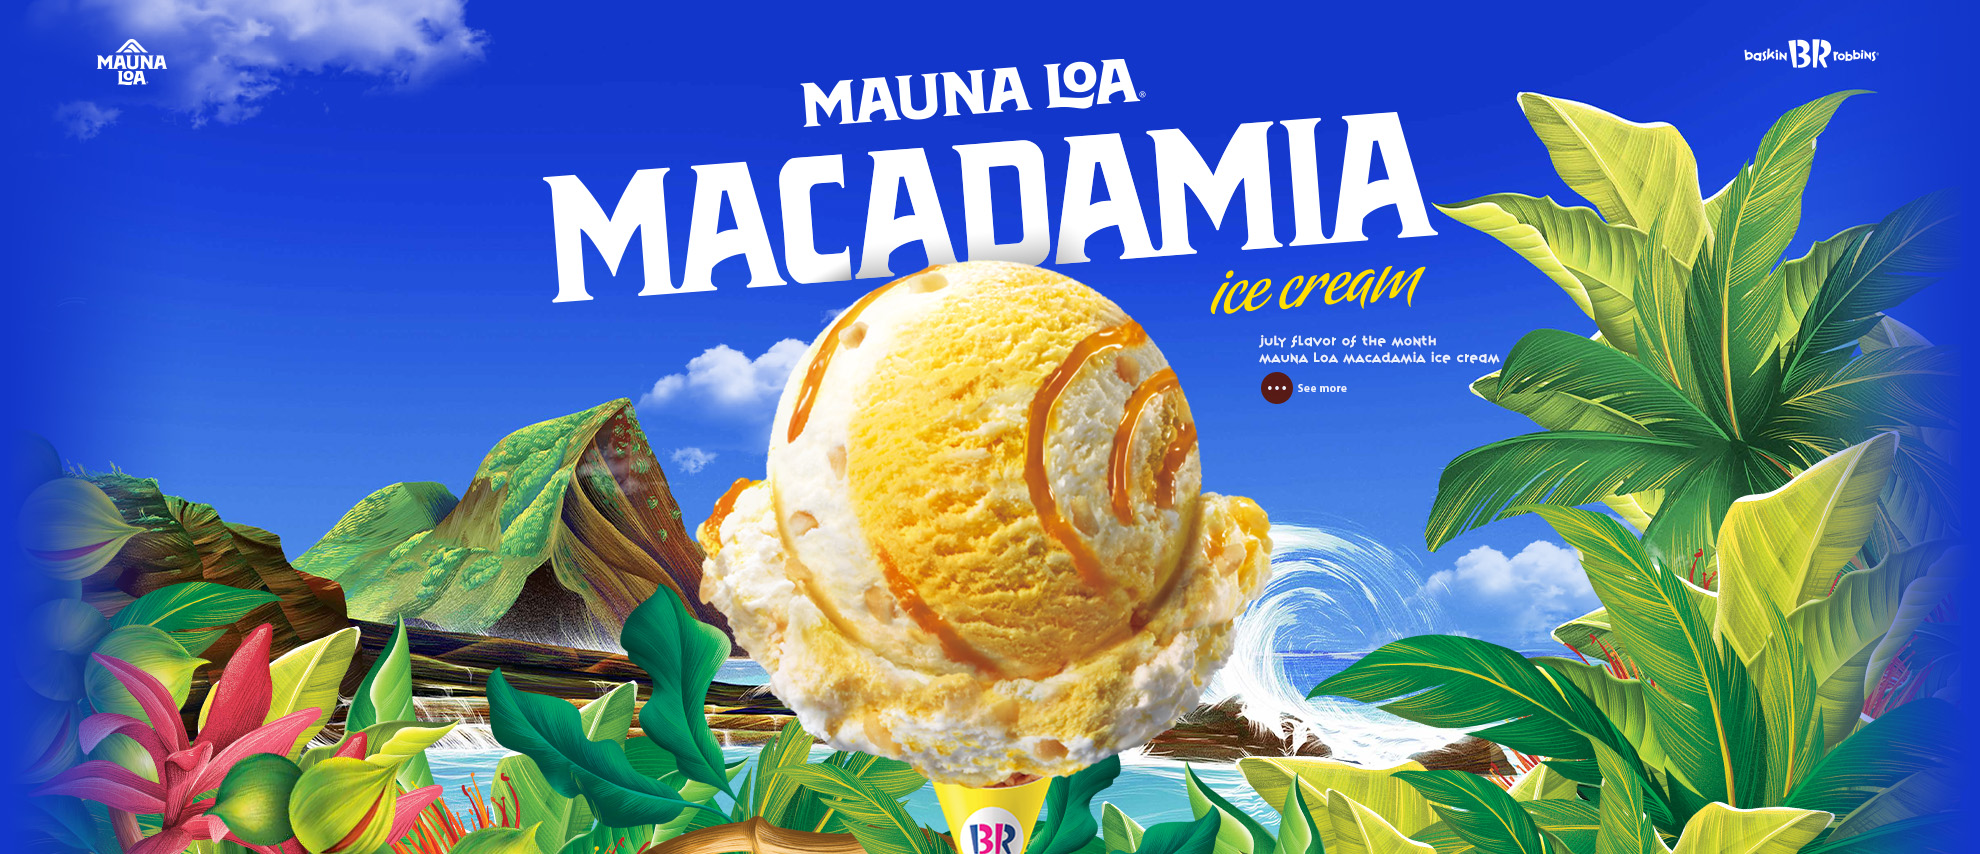 MAUNA
LOA
baskin BR robbins
MAUNA LOA®
MACADAMIA
ice cream
july flavor of the month
MAUNA LOA MACADAMIA ice cream
See more
BR